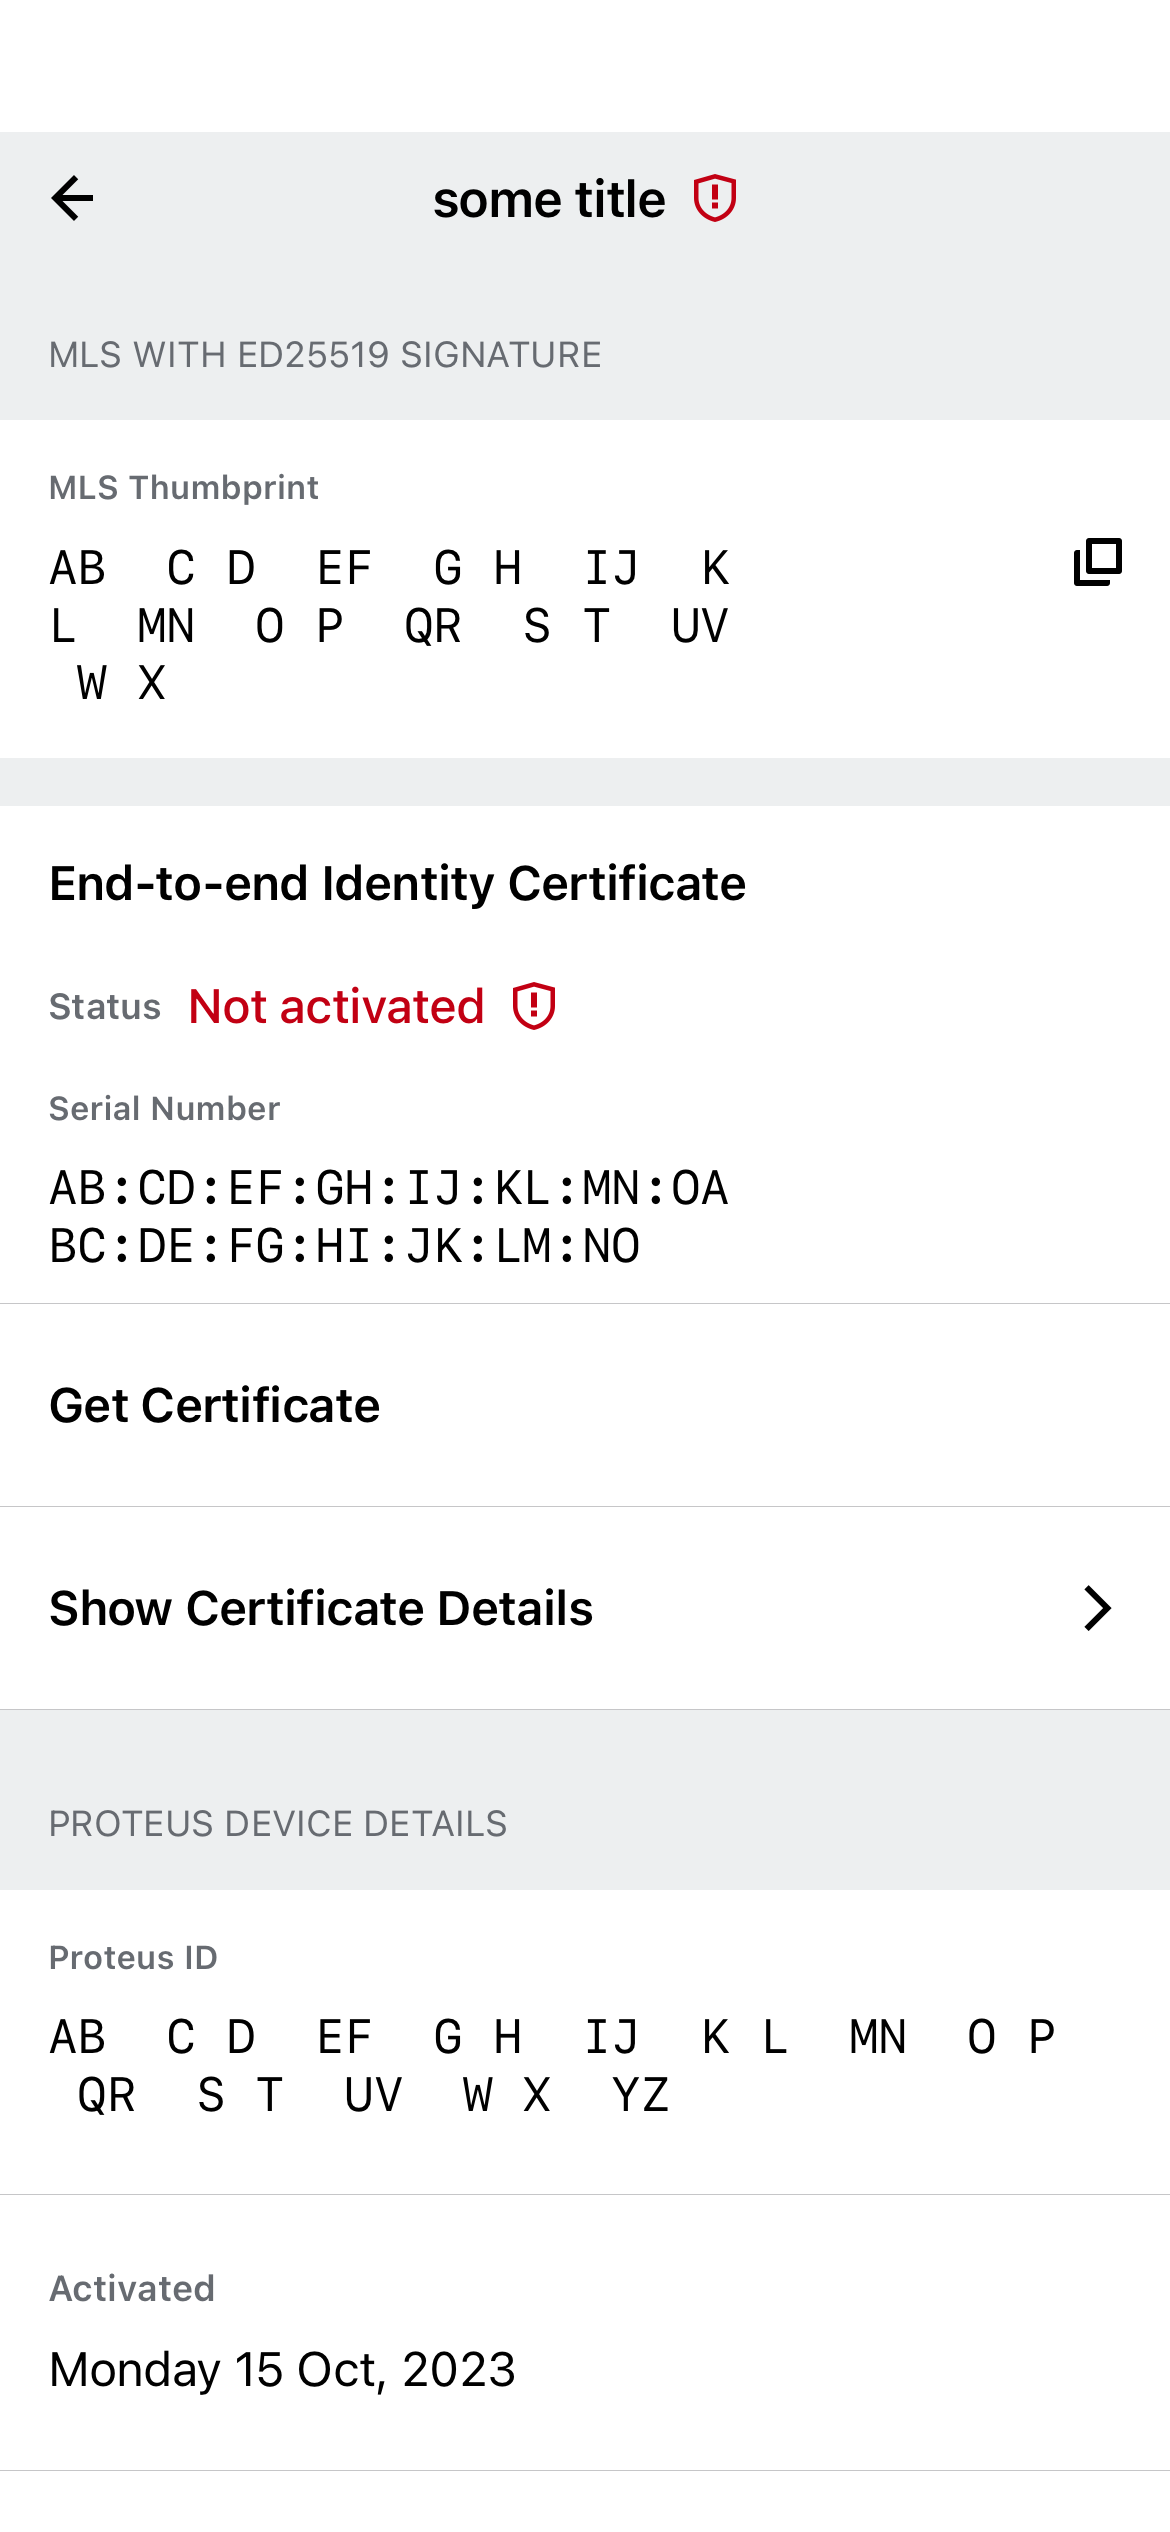 some title
MLS WITH ED25519 SIGNATURE
MLS Thumbprint
AB  C D  EF  G H  IJ  K
L  MN  O P  QR  S T  UV
 W X
End-to-end Identity Certificate
Status Not activated
Serial Number
AB:CD:EF:GH:IJ:KL:MN:OA
BC:DE:FG:HI:JK:LM:NO
Get Certificate
Show Certificate Details
PROTEUS DEVICE DETAILS
Proteus ID
AB  C D  EF  G H  IJ  K L  MN  O P
 QR  S T  UV  W X  YZ
Activated
Monday 15 Oct, 2023